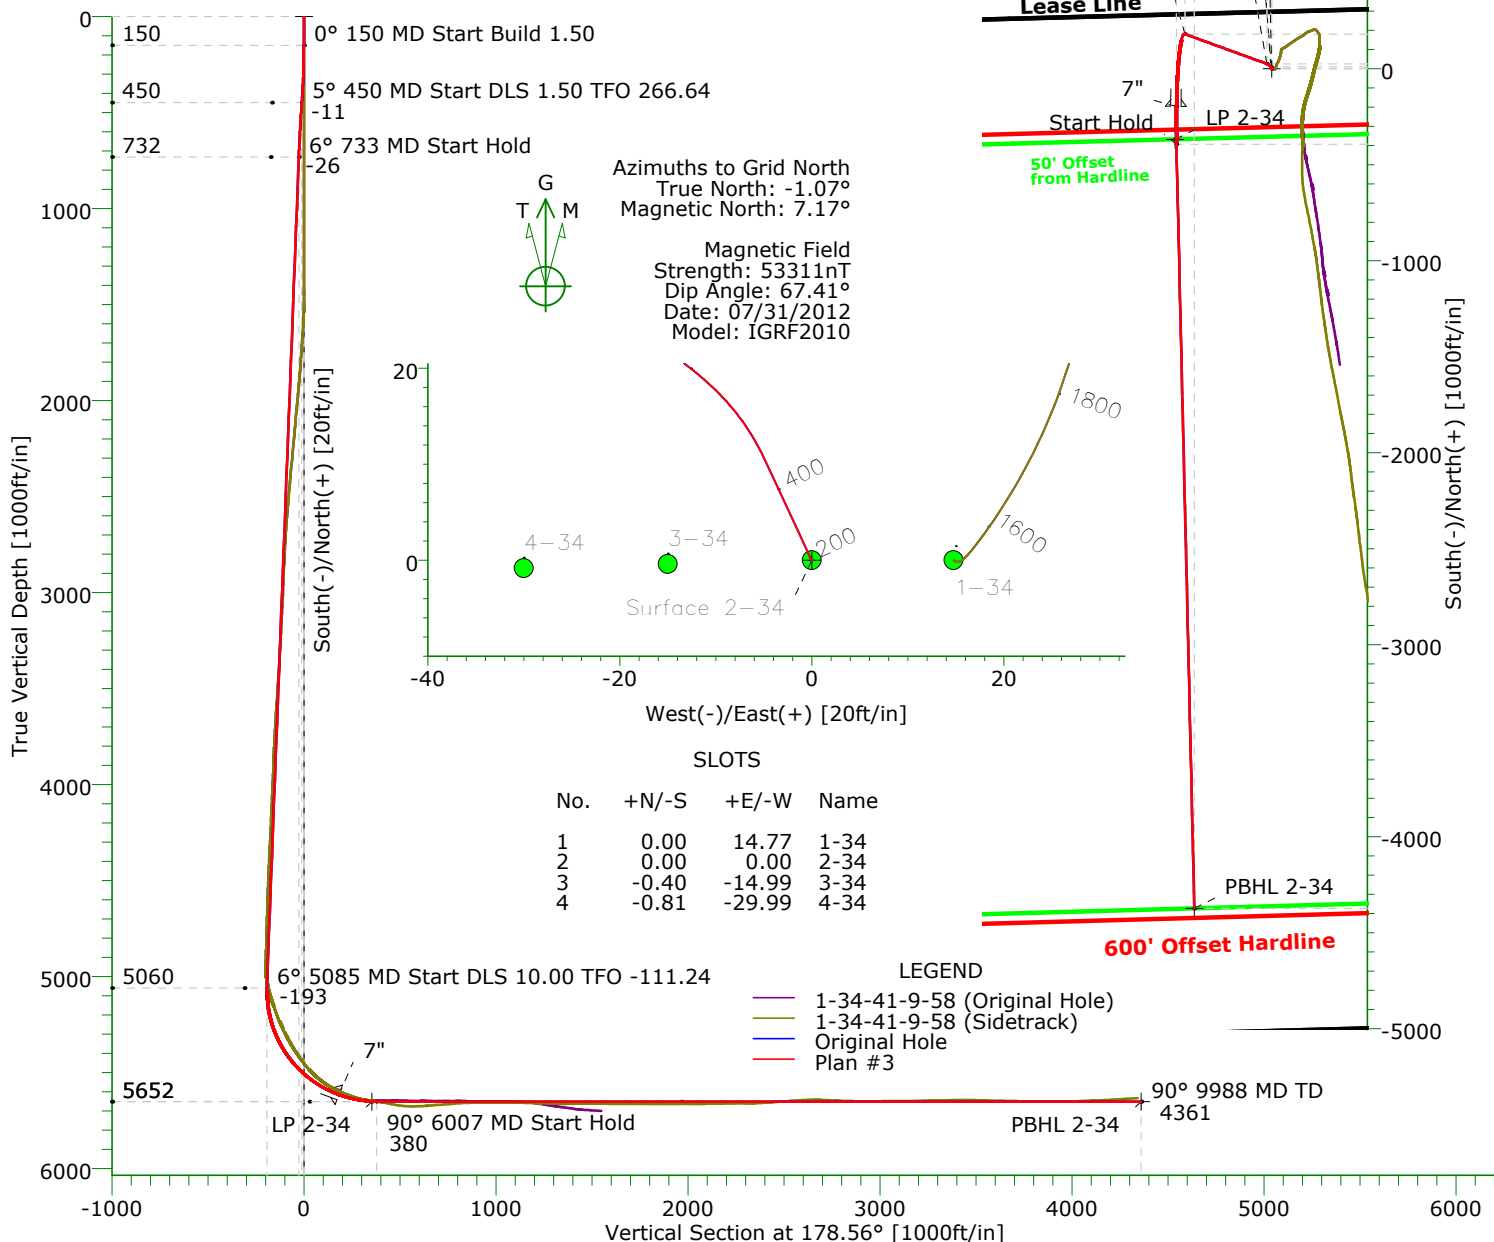 Lease Line
0
150
0° 150 MD Start Build 1.50
450
5° 450 MD Start DLS 1.50 TFO 266.64
-11
732
6° 733 MD Start Hold
-26
1000
2000
3000
4000
5000
6000
True Vertical Depth [1000ft/in]
South(-)/North(+) [20ft/in]
G
T M
Azimuths to Grid North
True North: -1.07°
Magnetic North: 7.17°
Magnetic Field
Strength: 53311nT
Dip Angle: 67.41°
Date: 07/31/2012
Model: IGRF2010
20
0
400
200
1800
1600
4-34
3-34
Surface 2-34
1-34
-40
-20
0
20
West(-)/East(+) [20ft/in]
SLOTS
No. +N/-S +E/-W Name
1 0.00 14.77 1-34
2 0.00 0.00 2-34
3 -0.40 -14.99 3-34
4 -0.81 -29.99 4-34
7"
Start Hold
LP 2-34
50' Offset
from Hardline
PBHL 2-34
600' Offset Hardline
0
-1000
-2000
-3000
-4000
-5000
South(-)/North(+) [1000ft/in]
LEGEND
1-34-41-9-58 (Original Hole)
1-34-41-9-58 (Sidetrack)
Original Hole
Plan #3
5060
6° 5085 MD Start DLS 10.00 TFO -111.24
-193
7"
5652
LP 2-34
90° 6007 MD Start Hold
380
PBHL 2-34
90° 9988 MD TD
4361
-1000
0
1000
2000
3000
4000
5000
6000
Vertical Section at 178.56° [1000ft/in]